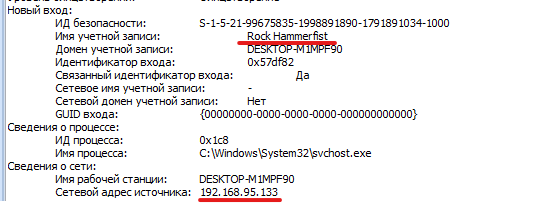 Новый вход:
ИД безопасности: S-1-5-21-99675835-1998891890-1791891034-1000
Имя учетной записи: Rock Hammerfist
Домен учетной записи: DESKTOP-M1MPF90
Идентификатор входа: 0x57df82
Связанный идентификатор входа: Да
Сетевое имя учетной записи: -
Сетевой домен учетной записи: Нет
GUID входа: {00000000-0000-0000-0000-000000000000}
Сведения о процессе:
ИД процесса: 0x1c8
Имя процесса: C:\Windows\System32\svchost.exe
Сведения о сети:
Имя рабочей станции: DESKTOP-M1MPF90
Сетевой адрес источника: 192.168.95.133